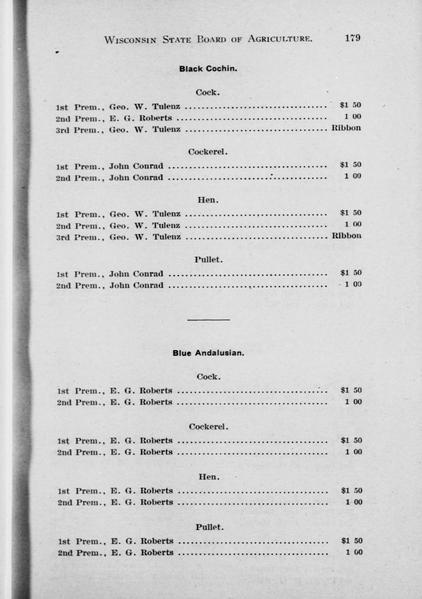 Wisconsin State Board of Agriculture. 179
Black Cochin.
Cock.
1st Prem., Geo. W. Tulenz ................................ $1 50
2nd Prem., E. G. Roberts ................................ 1 00
3rd Prem., Geo. W. Tulenz ................................ Ribbon
Cockerel.
1st Prem., John Conrad ................................ $1 50
2nd Prem., John Conrad ................................ 1 00
Hen.
1st Prem., Geo. W. Tulenz ................................ $1 50
2nd Prem., Geo. W. Tulenz ................................ 1 00
3rd Prem., Geo. W. Tulenz ................................ Ribbon
Pullet.
1st Prem., John Conrad ................................ $1 50
2nd Prem., John Conrad ................................ 1 00
Blue Andalusian.
Cock.
1st Prem., E. G. Roberts ................................ $1 50
2nd Prem., E. G. Roberts ................................ 1 00
Cockerel.
1st Prem., E. G. Roberts ................................ $1 50
2nd Prem., E. G. Roberts ................................ 1 00
Hen.
1st Prem., E. G. Roberts ................................ $1 50
2nd Prem., E. G. Roberts ................................ 1 00
Pullet.
1st Prem., E. G. Roberts ................................ $1 50
2nd Prem., E. G. Roberts ................................ 1 00